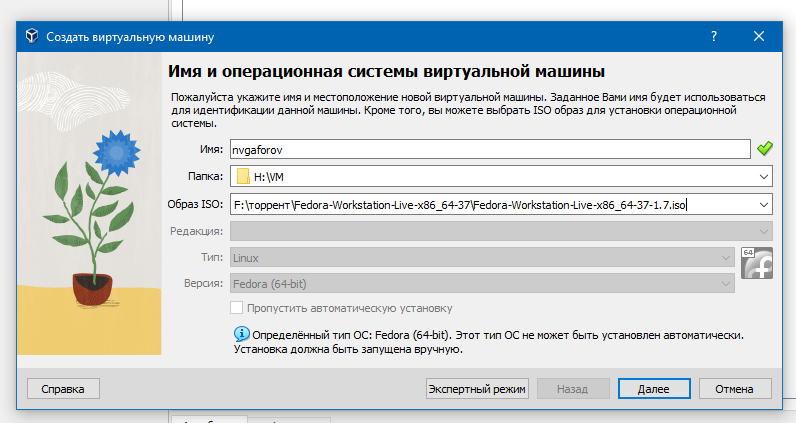 Создать виртуальную машину
Имя и операционная системы виртуальной машины
Пожалуйста укажите имя и местоположение новой виртуальной машины. Заданное Вами имя будет использоваться
для идентификации данной машины. Кроме того, вы можете выбрать ISO образ для установки операционной
системы.
Имя: nvgaforov
Папка: H:\VM
Образ ISO: F:\торрент\Fedora-Workstation-Live-x86_64-37\Fedora-Workstation-Live-x86_64-37-1.7.iso
Редакция:
Тип: Linux
64
Версия: Fedora (64-bit)
Пропустить автоматическую установку
Определённый тип ОС: Fedora (64-bit). Этот тип ОС не может быть установлен автоматически.
Установка должна быть запущена вручную.
Справка Экспертный режим Назад Далее Отмена